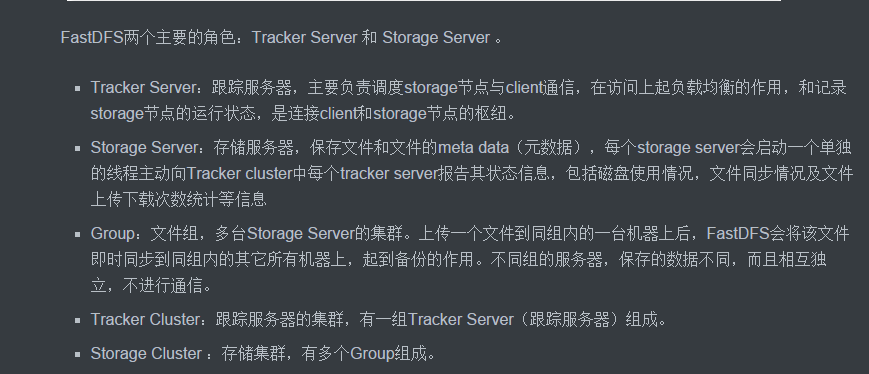 FastDFS两个主要的角色：Tracker Server 和 Storage Server 。
Tracker Server：跟踪服务器，主要负责调度storage节点与client通信，在访问上起负载均衡的作用，和记录
storage节点的运行状态，是连接client和storage节点的枢纽。
Storage Server：存储服务器，保存文件和文件的meta data（元数据），每个storage server会启动一个单独
的线程主动向Tracker cluster中每个tracker server报告其状态信息，包括磁盘使用情况，文件同步情况及文件
上传下载次数统计等信息
Group：文件组，多台Storage Server的集群。上传一个文件到同组内的一台机器上后，FastDFS会将该文件
即时同步到同组内的其它所有机器上，起到备份的作用。不同组的服务器，保存的数据不同，而且相互独
立，不进行通信。
Tracker Cluster：跟踪服务器的集群，有一组Tracker Server（跟踪服务器）组成。
Storage Cluster ：存储集群，有多个Group组成。